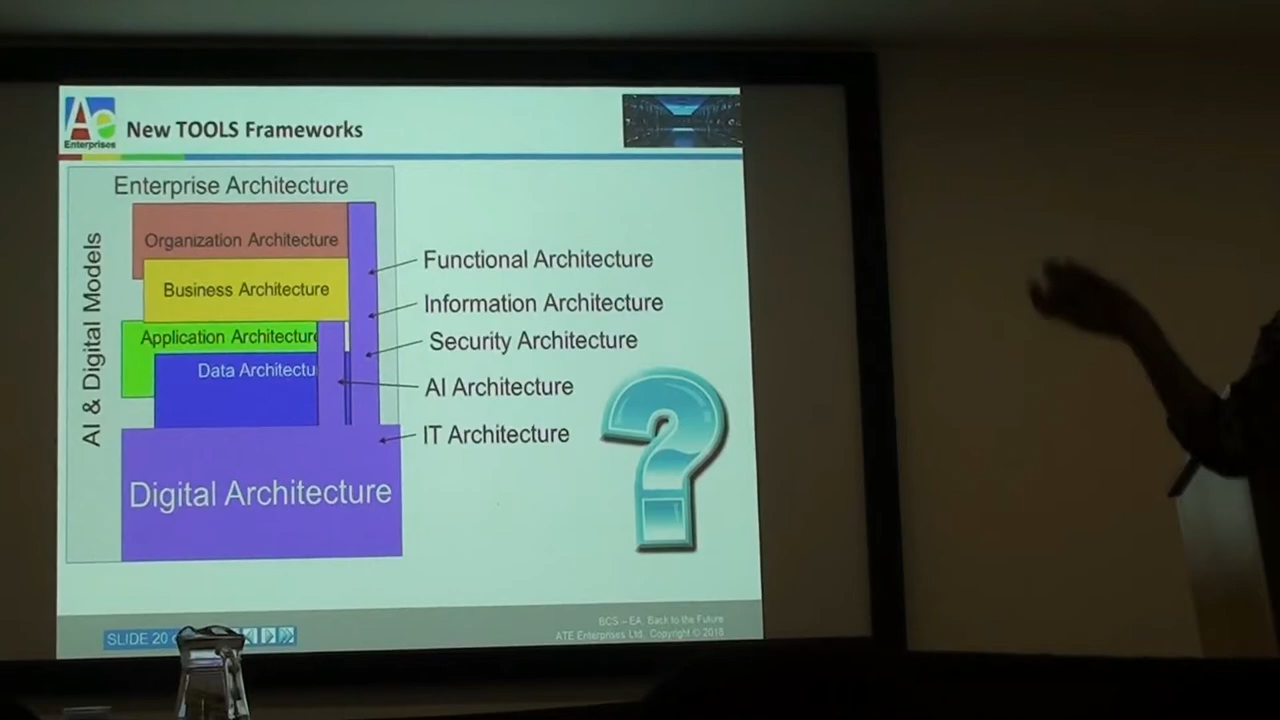 Ae
Enterprises
New TOOLS Frameworks
Enterprise Architecture
AI & Digital Models
Organization Architecture
Business Architecture
Application Architecture
Data Architectu
Digital Architecture
Functional Architecture
Information Architecture
Security Architecture
AI Architecture
IT Architecture
?
SLIDE 20
BCS – EA, Back to the Future
ATE Enterprises Ltd. Copyright © 2018